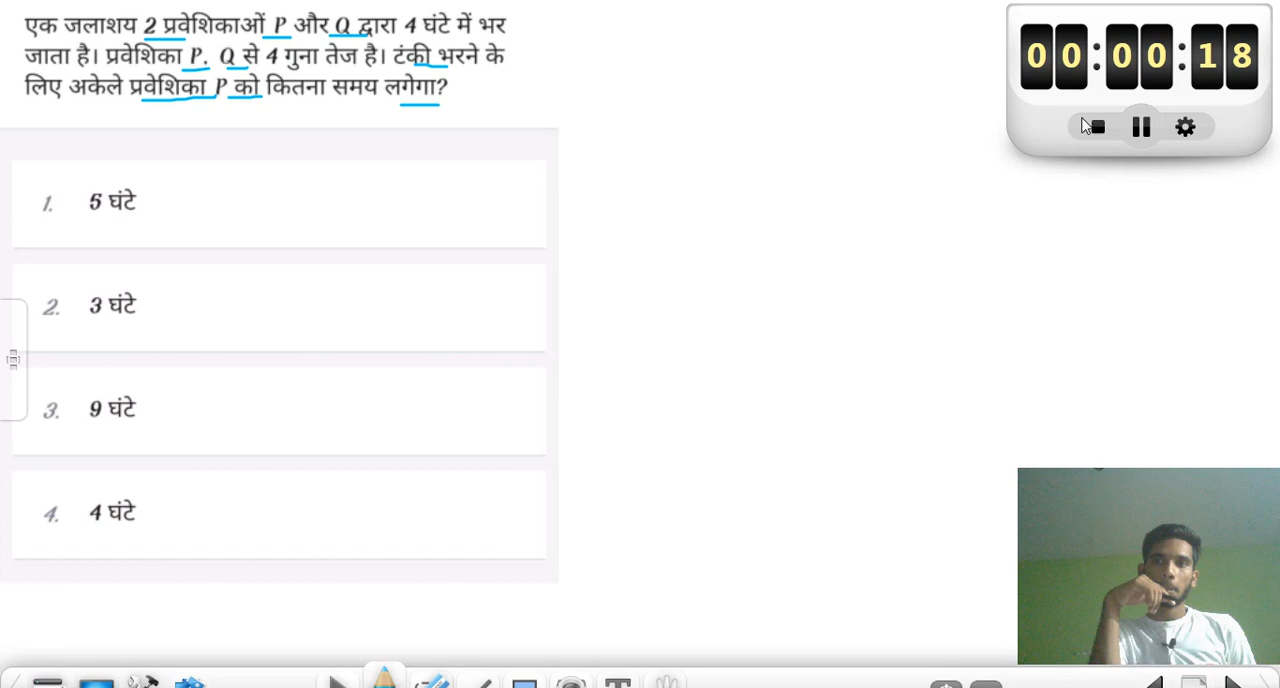 एक जलाशय 2 प्रवेशिकाओं P और Q द्वारा 4 घंटे में भर
जाता है। प्रवेशिका P, Q से 4 गुना तेज है। टंकी भरने के
लिए अकेले प्रवेशिका P को कितना समय लगेगा?
00:00:18
1. 5 घंटे
2. 3 घंटे
3. 9 घंटे
4. 4 घंटे